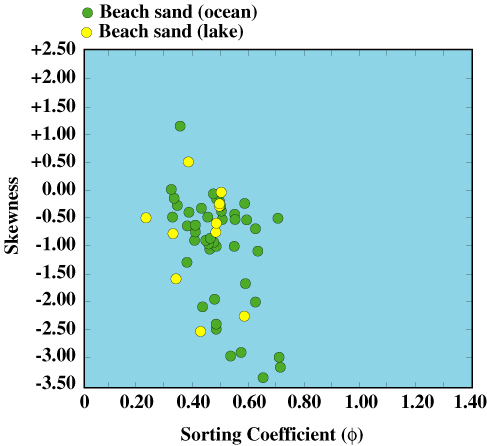 Beach sand (ocean)
Beach sand (lake)
+2.50
+2.00
+1.50
+1.00
+0.50
0.00
-0.50
-1.00
-1.50
-2.00
-2.50
-3.00
-3.50
Skewness
0 0.20 0.40 0.60 0.80 1.00 1.20 1.40
Sorting Coefficient (ϕ)